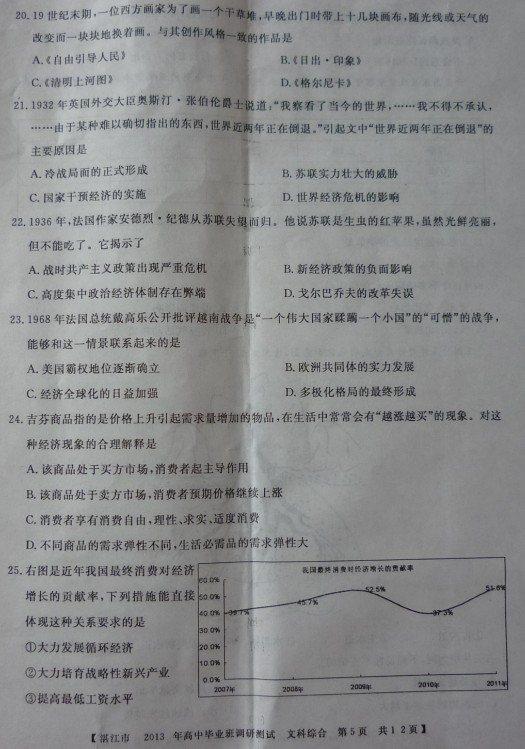 20. 19 世纪末期,一位西方画家为了画一个干草堆,早晚出门时带上十几块画布,随光线或天气的
改变而一块块地换着画。与其创作风格一致的作品是
A.《自由引导人民》 B.《日出·印象》
C.《清明上河图》 D.《格尔尼卡》
21. 1932 年英国外交大臣奥斯汀·张伯伦爵士说道:“我察看了当今的世界,……我不得不承认,
……由于某种难以确切指出的东西,世界近两年正在倒退。”引起文中“世界近两年正在倒退”的
主要原因是
A. 冷战局面的正式形成 B. 苏联实力壮大的威胁
C. 国家干预经济的实施 D. 世界经济危机的影响
22. 1936 年,法国作家安德烈·纪德从苏联失望而归。他说苏联是生虫的红苹果,虽然光鲜亮丽,
但不能吃了。它揭示了
A. 战时共产主义政策出现严重危机 B. 新经济政策的负面影响
C. 高度集中政治经济体制存在弊端 D. 戈尔巴乔夫的改革失误
23. 1968 年法国总统戴高乐公开批评越南战争是“一个伟大国家蹂躏一个小国”的“可憎”的战争,
能够和这一情景联系起来的是
A. 美国霸权地位逐渐确立 B. 欧洲共同体的实力发展
C. 经济全球化的日益加强 D. 多极化格局的最终形成
24. 吉芬商品指的是价格上升引起需求量增加的物品,在生活中常常会有“越涨越买”的现象。对这
种经济现象的合理解释是
A. 该商品处于买方市场,消费者起主导作用
B. 该商品处于卖方市场,消费者预期价格继续上涨
C. 消费者享有消费自由,理性、求实、适度消费
D. 不同商品的需求弹性不同,生活必需品的需求弹性大
25. 右图是近年我国最终消费对经济
增长的贡献率,下列措施能直接
体现这种关系要求的是
①大力发展循环经济
②大力培育战略性新兴产业
③提高最低工资水平
我国最终消费对经济增长的贡献率
60.0%
50.0%
40.0%
30.0%
20.0%
10.0%
0.0%
39.7%
45.7%
52.5%
37.3%
51.6%
2007年 2008年 2009年 2010年 2011年
【湛江市 2013 年高中毕业班调研测试 文科综合 第5页 共12页】